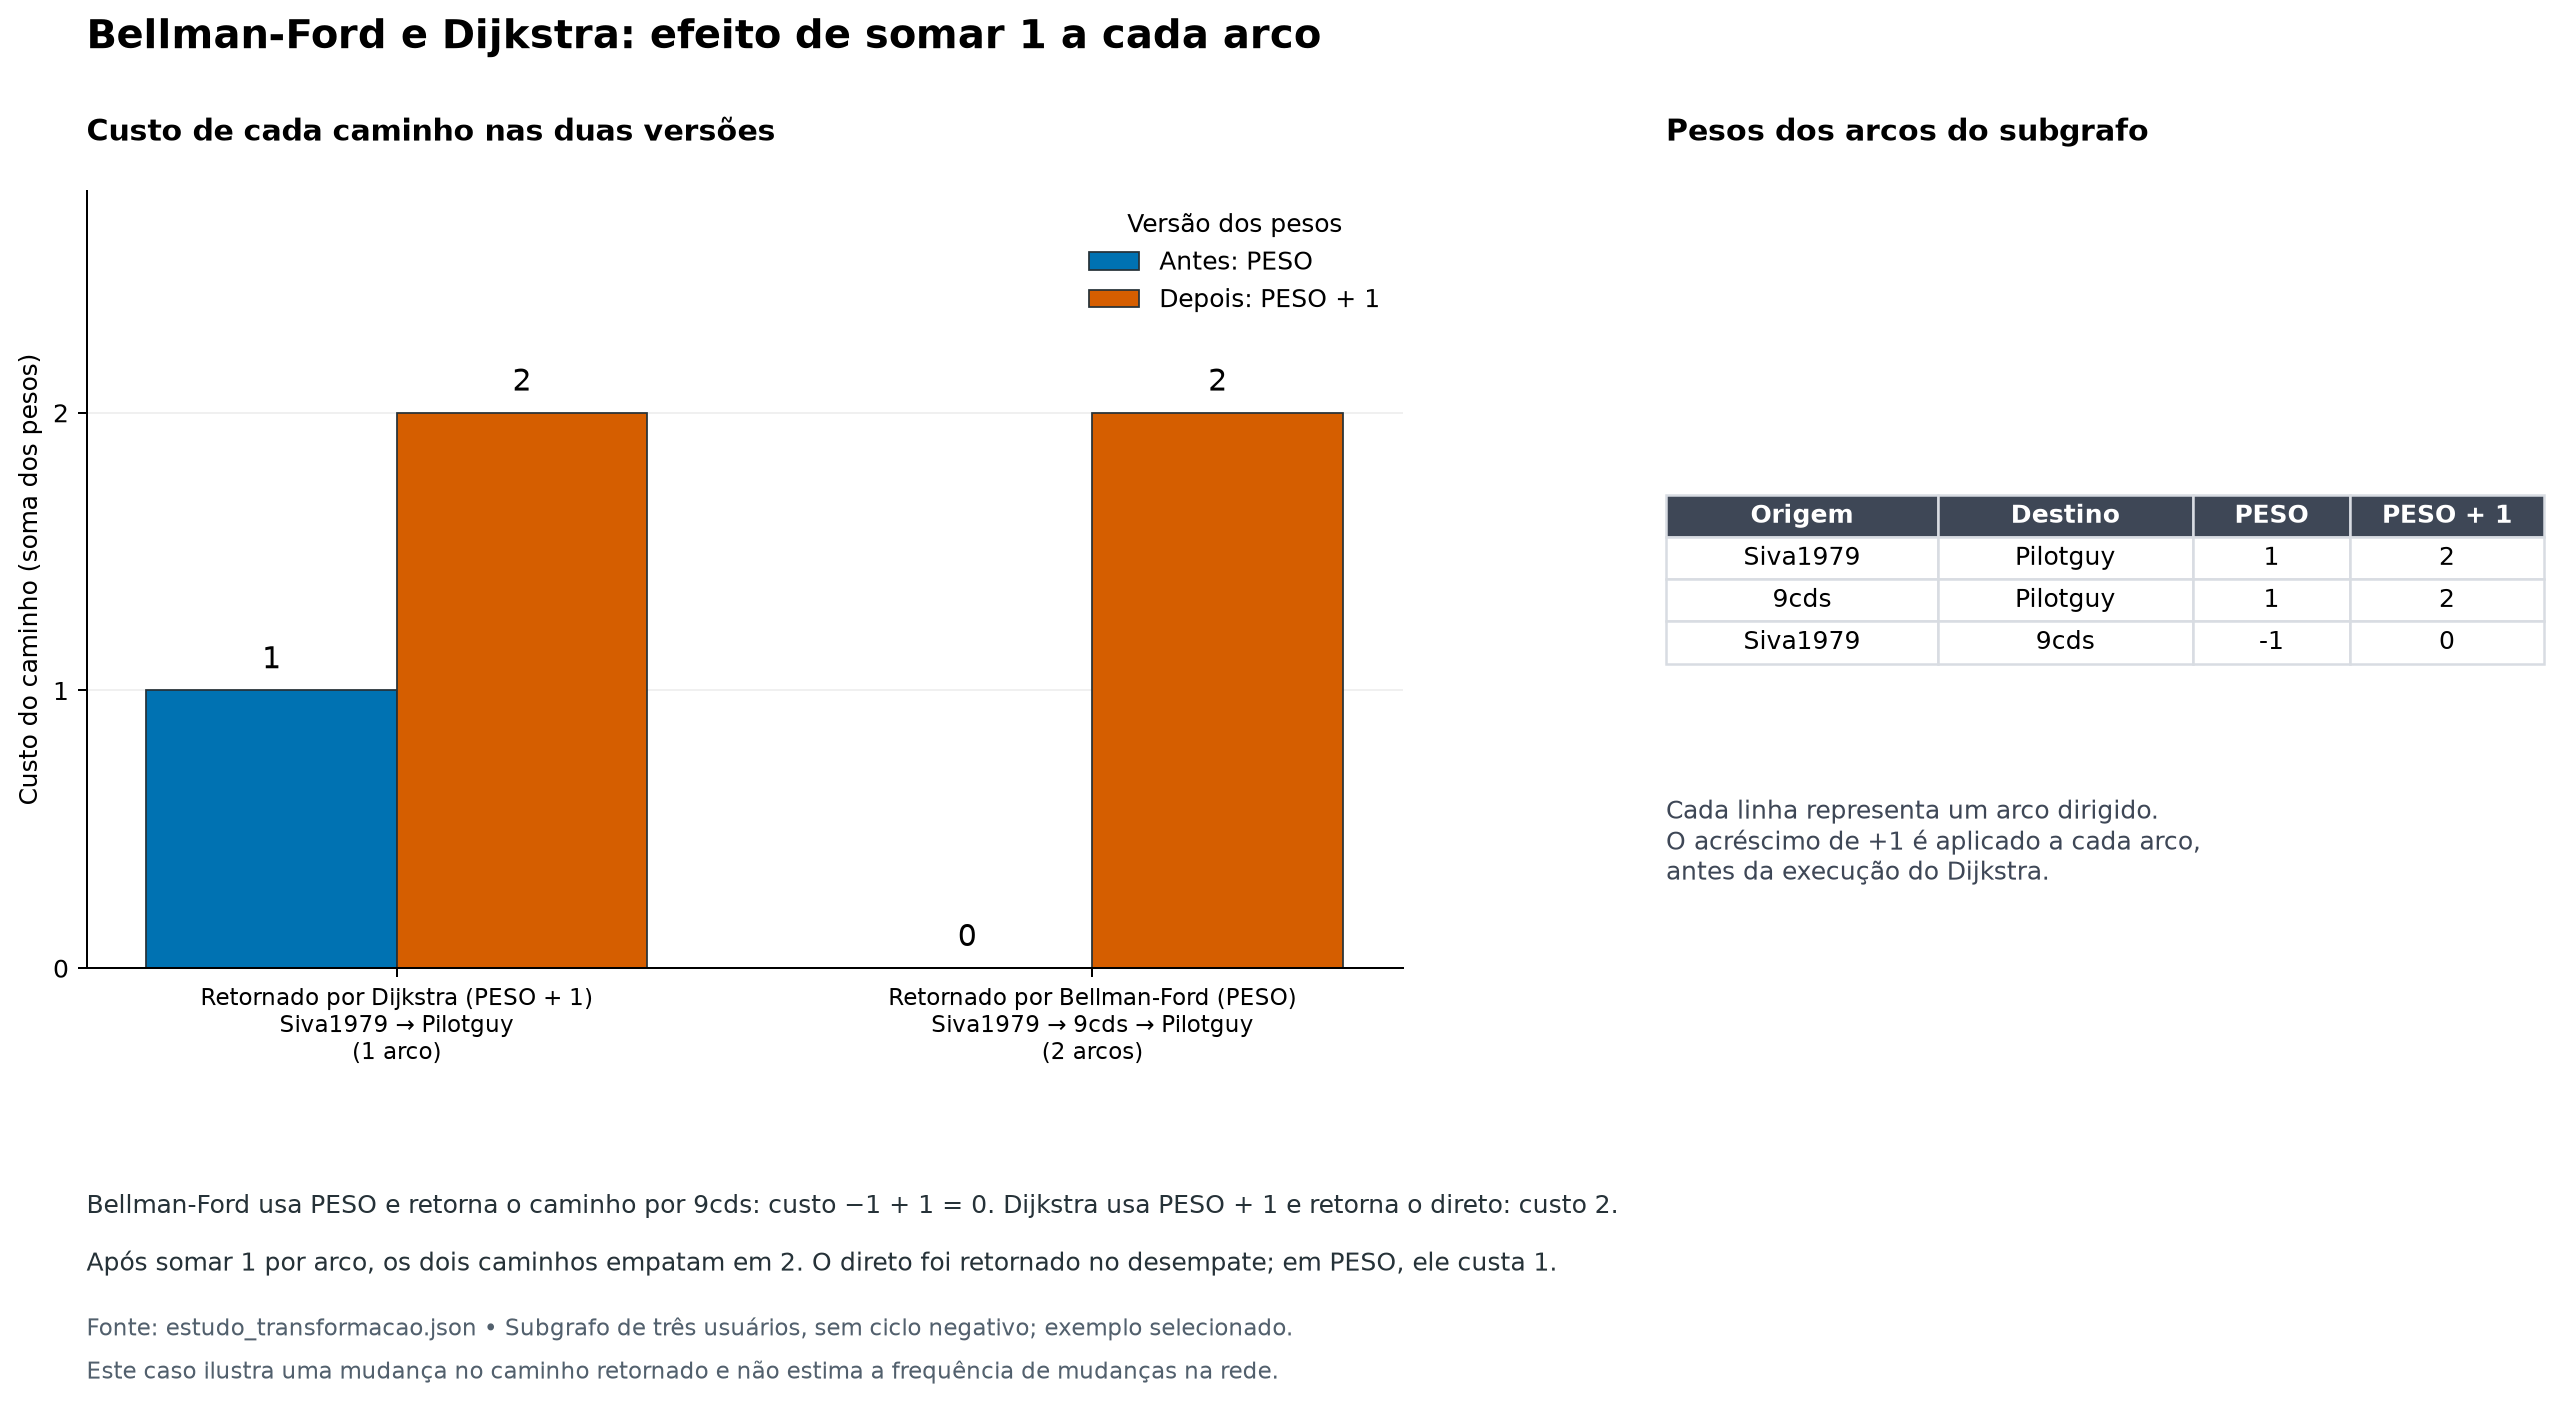 Bellman-Ford e Dijkstra: efeito de somar 1 a cada arco
Custo de cada caminho nas duas versões
Custo do caminho (soma dos pesos)
Versão dos pesos
Antes: PESO
Depois: PESO + 1
2
1
0
1
2
0
2
Retornado por Dijkstra (PESO + 1)
Siva1979 → Pilotguy
(1 arco)
Retornado por Bellman-Ford (PESO)
Siva1979 → 9cds → Pilotguy
(2 arcos)
Pesos dos arcos do subgrafo
Origem Destino PESO PESO + 1
Siva1979 Pilotguy 1 2
9cds Pilotguy 1 2
Siva1979 9cds -1 0
Cada linha representa um arco dirigido.
O acréscimo de +1 é aplicado a cada arco,
antes da execução do Dijkstra.
Bellman-Ford usa PESO e retorna o caminho por 9cds: custo −1 + 1 = 0. Dijkstra usa PESO + 1 e retorna o direto: custo 2.
Após somar 1 por arco, os dois caminhos empatam em 2. O direto foi retornado no desempate; em PESO, ele custa 1.
Fonte: estudo_transformacao.json • Subgrafo de três usuários, sem ciclo negativo; exemplo selecionado.
Este caso ilustra uma mudança no caminho retornado e não estima a frequência de mudanças na rede.